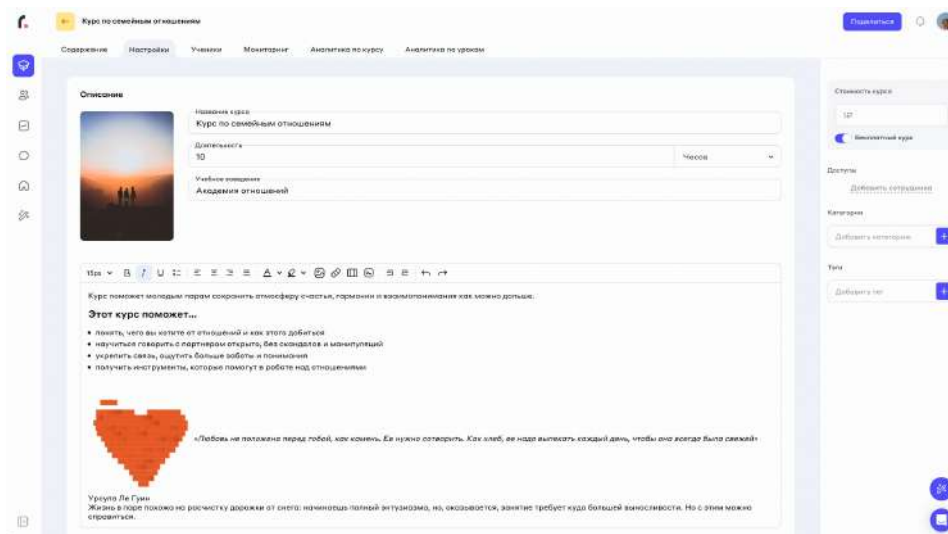 Курс по семейным отношениям
Поделиться
Содержание
Настройки
Ученики
Мониторинг
Аналитика по курсу
Аналитика по урокам
Описание
Название курса
Курс по семейным отношениям
Длительность
10
Часов
Учебное заведение
Академия отношений
Стоимость курса
Бесплатный курс
Доступы
Добавить сотрудника
Категории
Добавить категорию
Теги
Добавить тег
15px
Курс поможет молодым парам сохранить атмосферу счастья, гармонии и взаимопонимания как можно дольше.
Этот курс поможет...
понять, чего вы хотите от отношений и как этого добиться
научиться говорить с партнером открыто, без скандалов и манипуляций
укрепить связь, ощутить больше заботы и понимания
получить инструменты, которые помогут в работе над отношениями
«Любовь не положена перед тобой, как камень. Ее нужно сотворить. Как хлеб, ее надо выпекать каждый день, чтобы она всегда была свежей»
Урсула Ле Гуин
Жизнь в паре похожа на расчистку дорожки от снега: начинаешь полный энтузиазма, но, оказывается, занятие требует куда большей выносливости. Но с этим можно
справиться.